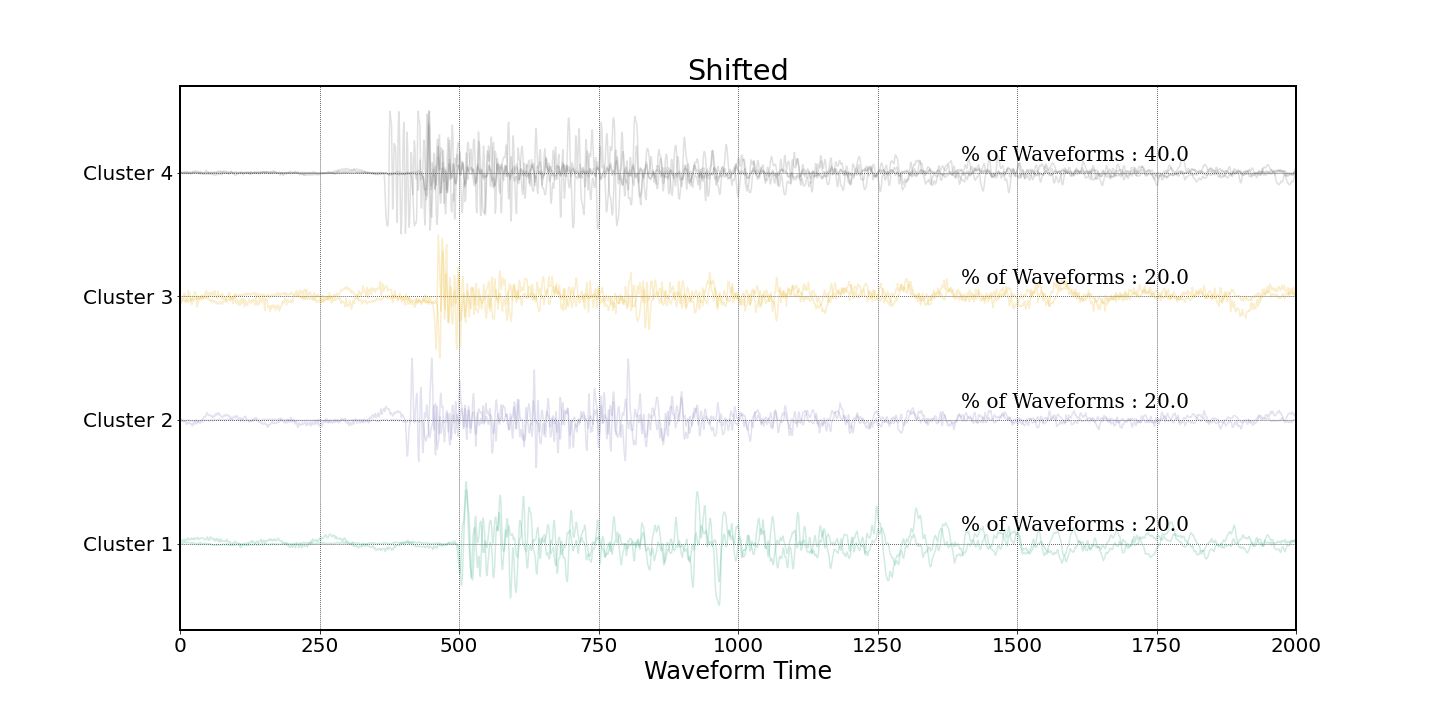 Shifted
Cluster 4
% of Waveforms : 40.0
Cluster 3
% of Waveforms : 20.0
Cluster 2
% of Waveforms : 20.0
Cluster 1
% of Waveforms : 20.0
0 250 500 750 1000 1250 1500 1750 2000
Waveform Time